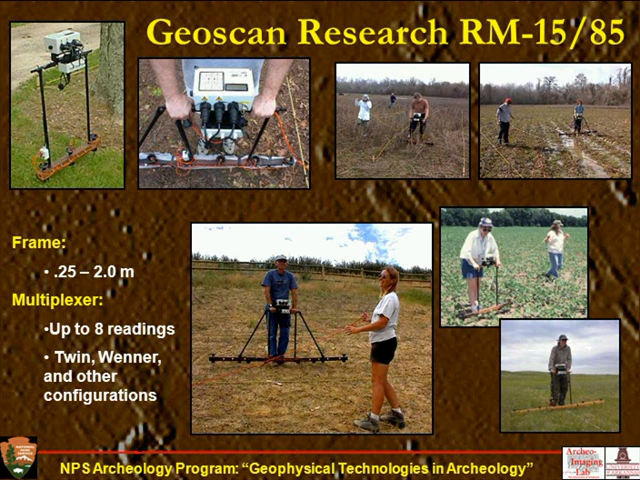 Geoscan Research RM-15/85
Frame:
• .25 – 2.0 m
Multiplexer:
•Up to 8 readings
• Twin, Wenner,
and other
configurations
NPS Archeology Program: “Geophysical Technologies in Archeology”
Archeo-
Imaging
Lab